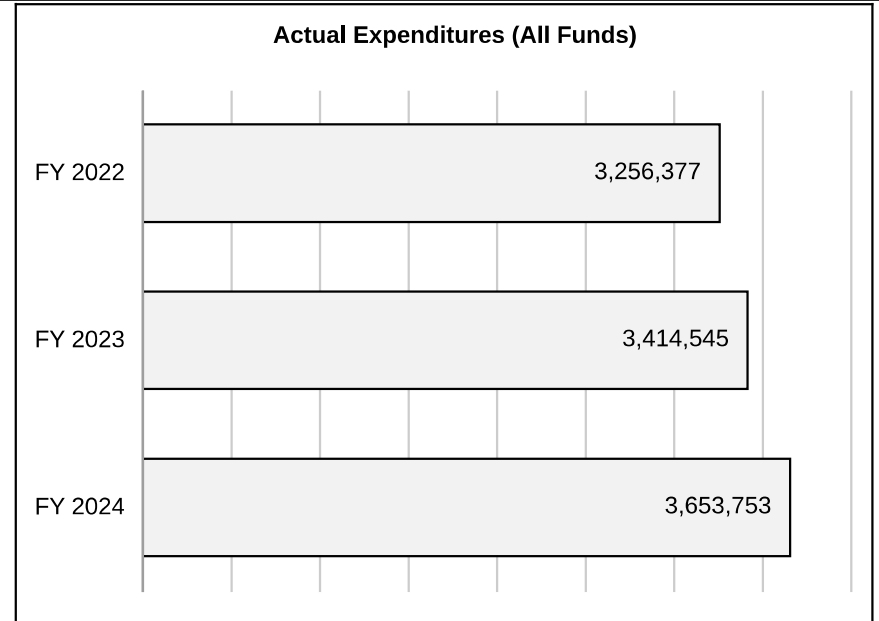 Actual Expenditures (All Funds)
FY 2022 3,256,377
FY 2023 3,414,545
FY 2024 3,653,753